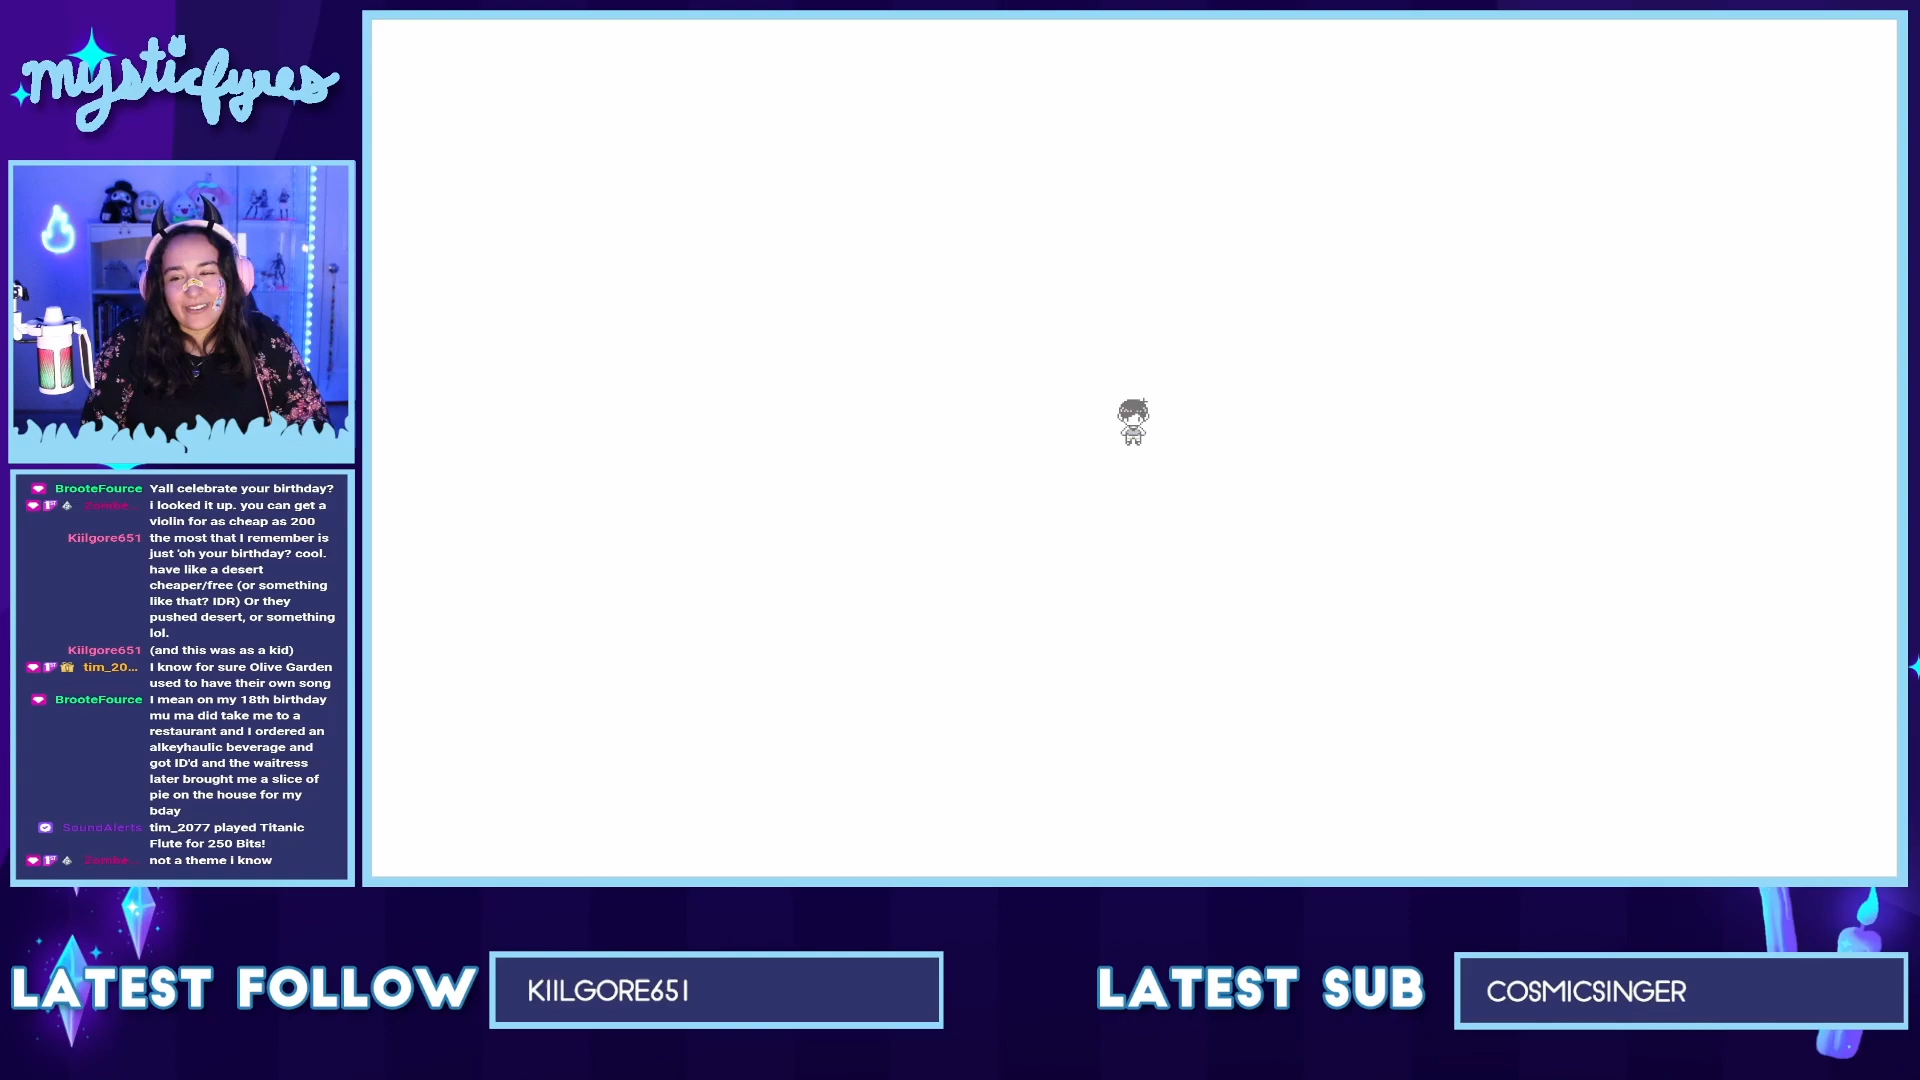 mysticfyres
BrooteFource Yall celebrate your birthday?
Zombe... i looked it up. you can get a
violin for as cheap as 200
Kiilgore651 the most that I remember is
just 'oh your birthday? cool.
have like a desert
cheaper/free (or something
like that? IDR) Or they
pushed desert, or something
lol.
Kiilgore651 (and this was as a kid)
tim_20... I know for sure Olive Garden
used to have their own song
BrooteFource I mean on my 18th birthday
mu ma did take me to a
restaurant and I ordered an
alkeyhaulic beverage and
got ID'd and the waitress
later brought me a slice of
pie on the house for my
bday
SoundAlerts tim_2077 played Titanic
Flute for 250 Bits!
Zombe... not a theme i know
LATEST FOLLOW KIILGORE651
LATEST SUB COSMICSINGER